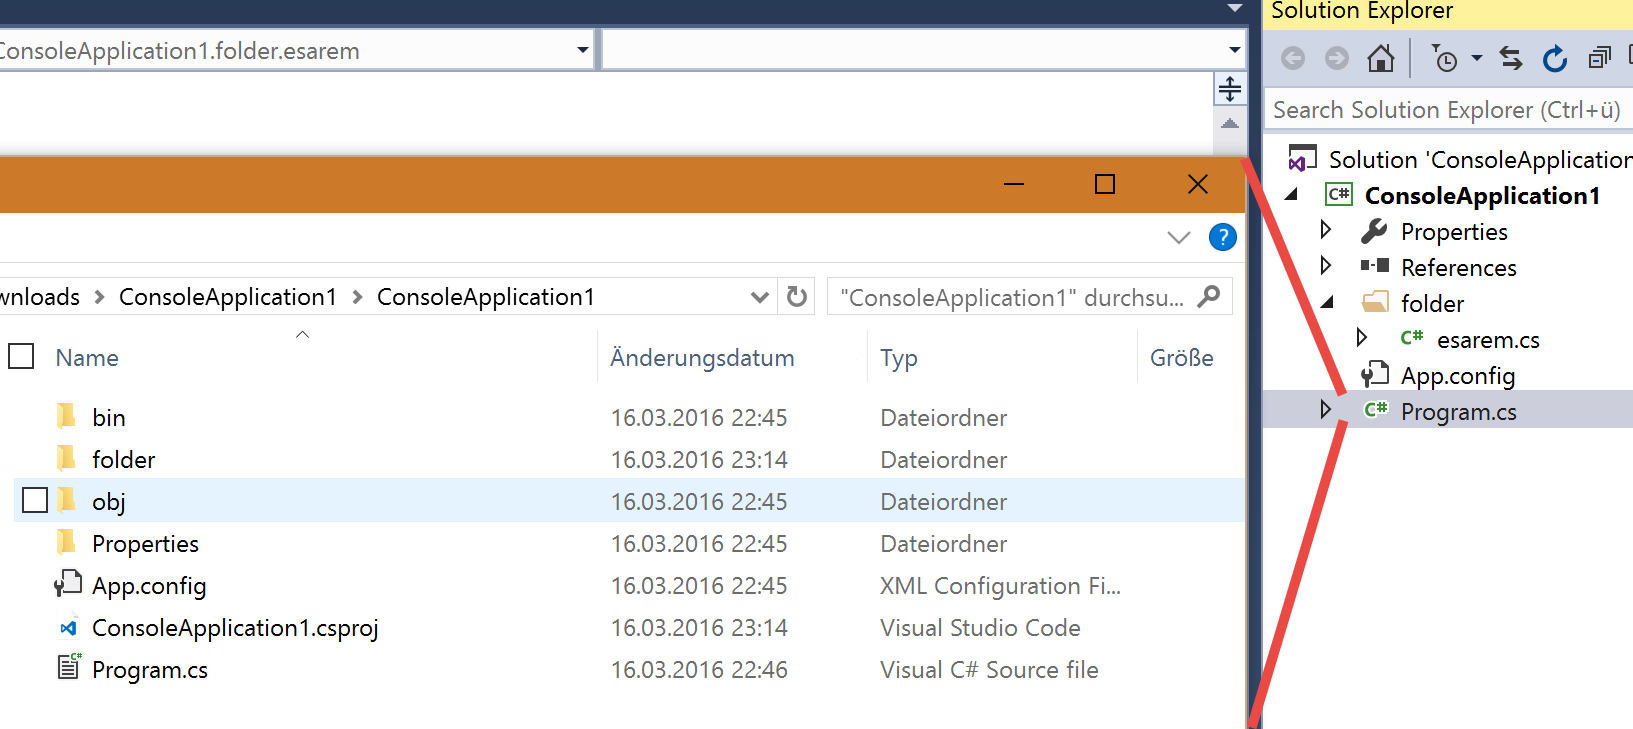 ConsoleApplication1.folder.esarem
Solution Explorer
Search Solution Explorer (Ctrl+ü)
Solution 'ConsoleApplication
C# ConsoleApplication1
Properties
References
folder
C# esarem.cs
App.config
C# Program.cs
?
wnloads > ConsoleApplication1 > ConsoleApplication1
"ConsoleApplication1" durchsu...
Name Änderungsdatum Typ Größe
bin 16.03.2016 22:45 Dateiordner
folder 16.03.2016 23:14 Dateiordner
obj 16.03.2016 22:45 Dateiordner
Properties 16.03.2016 22:45 Dateiordner
App.config 16.03.2016 22:45 XML Configuration Fi...
ConsoleApplication1.csproj 16.03.2016 23:14 Visual Studio Code
Program.cs 16.03.2016 22:46 Visual C# Source file